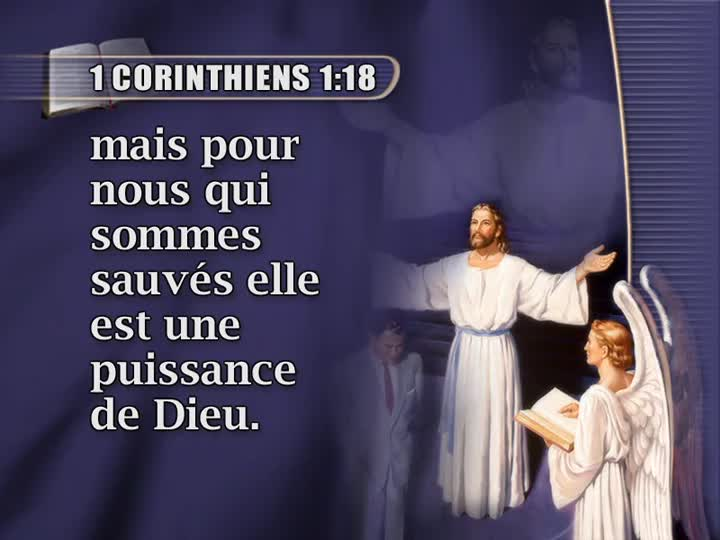 1 CORINTHIENS 1:18
mais pour
nous qui
sommes
sauvés elle
est une
puissance
de Dieu.